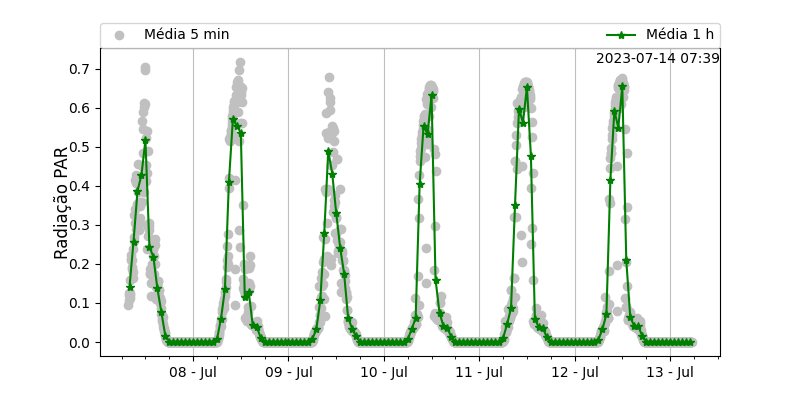 Média 5 min
Média 1 h
2023-07-14 07:39
Radiação PAR
0.7
0.6
0.5
0.4
0.3
0.2
0.1
0.0
08 - Jul
09 - Jul
10 - Jul
11 - Jul
12 - Jul
13 - Jul